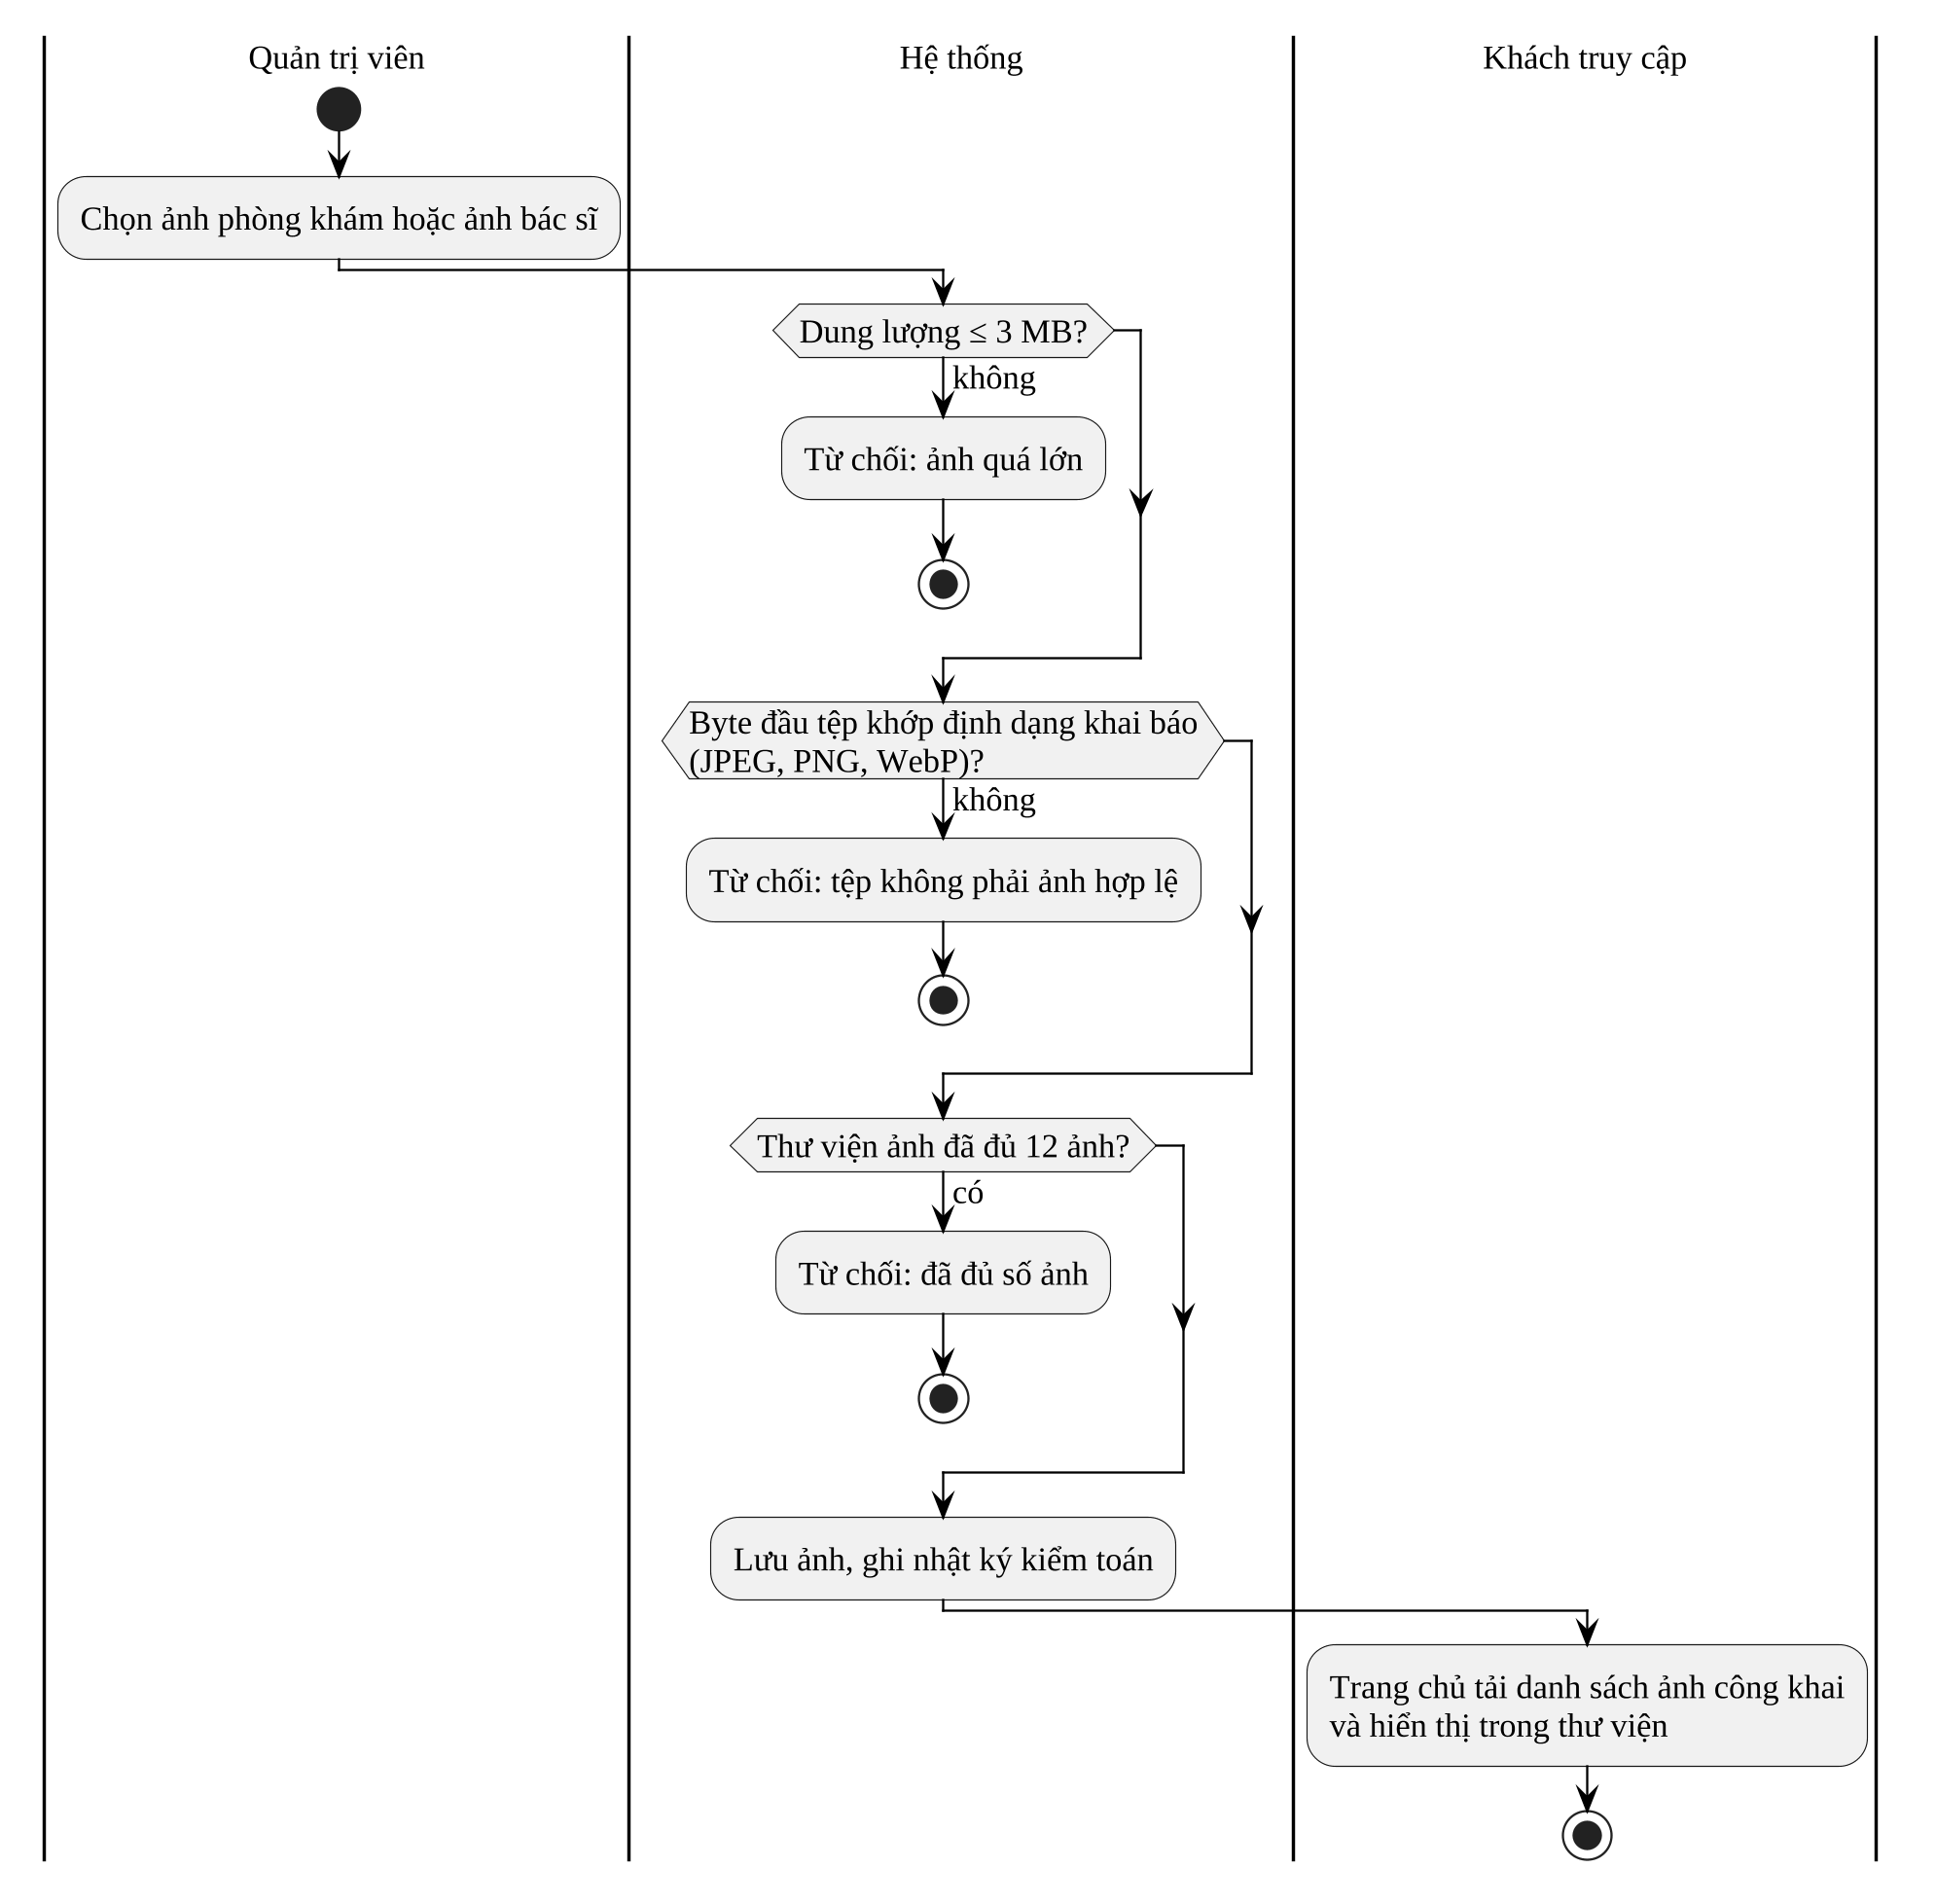 Quản trị viên
Hệ thống
Khách truy cập
Chọn ảnh phòng khám hoặc ảnh bác sĩ
Dung lượng ≤ 3 MB?
không
Từ chối: ảnh quá lớn
Byte đầu tệp khớp định dạng khai báo
(JPEG, PNG, WebP)?
không
Từ chối: tệp không phải ảnh hợp lệ
Thư viện ảnh đã đủ 12 ảnh?
có
Từ chối: đã đủ số ảnh
Lưu ảnh, ghi nhật ký kiểm toán
Trang chủ tải danh sách ảnh công khai
và hiển thị trong thư viện